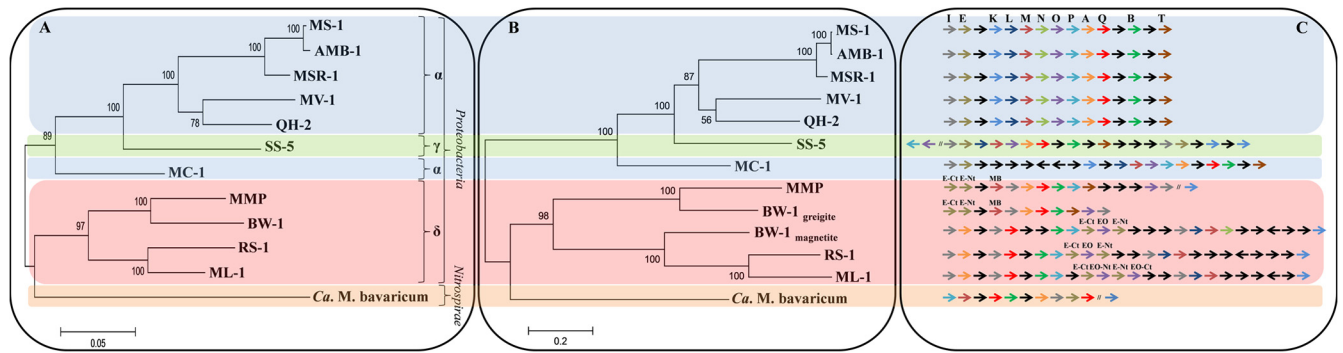 A
MS-1
100
AMB-1
100
MSR-1
100
MV-1
100
78
QH-2
89
SS-5
MC-1
MMP
100
BW-1
97
RS-1
100
ML-1
Ca. M. bavaricum
0.05
α
γ
α
δ
Proteobacteria
Nitrospirae
B
MS-1
100
AMB-1
100
MSR-1
87
MV-1
100
56
QH-2
100
SS-5
MC-1
MMP
100
BW-1 greigite
98
BW-1 magnetite
100
RS-1
100
ML-1
Ca. M. bavaricum
0.2
C
I E K L M N O P A Q B T
//
E-Ct E-Nt MB
//
E-Ct E-Nt MB
E-Ct EO E-Nt
E-Ct EO E-Nt
E-Ct EO-Nt E-Nt EO-Ct
//